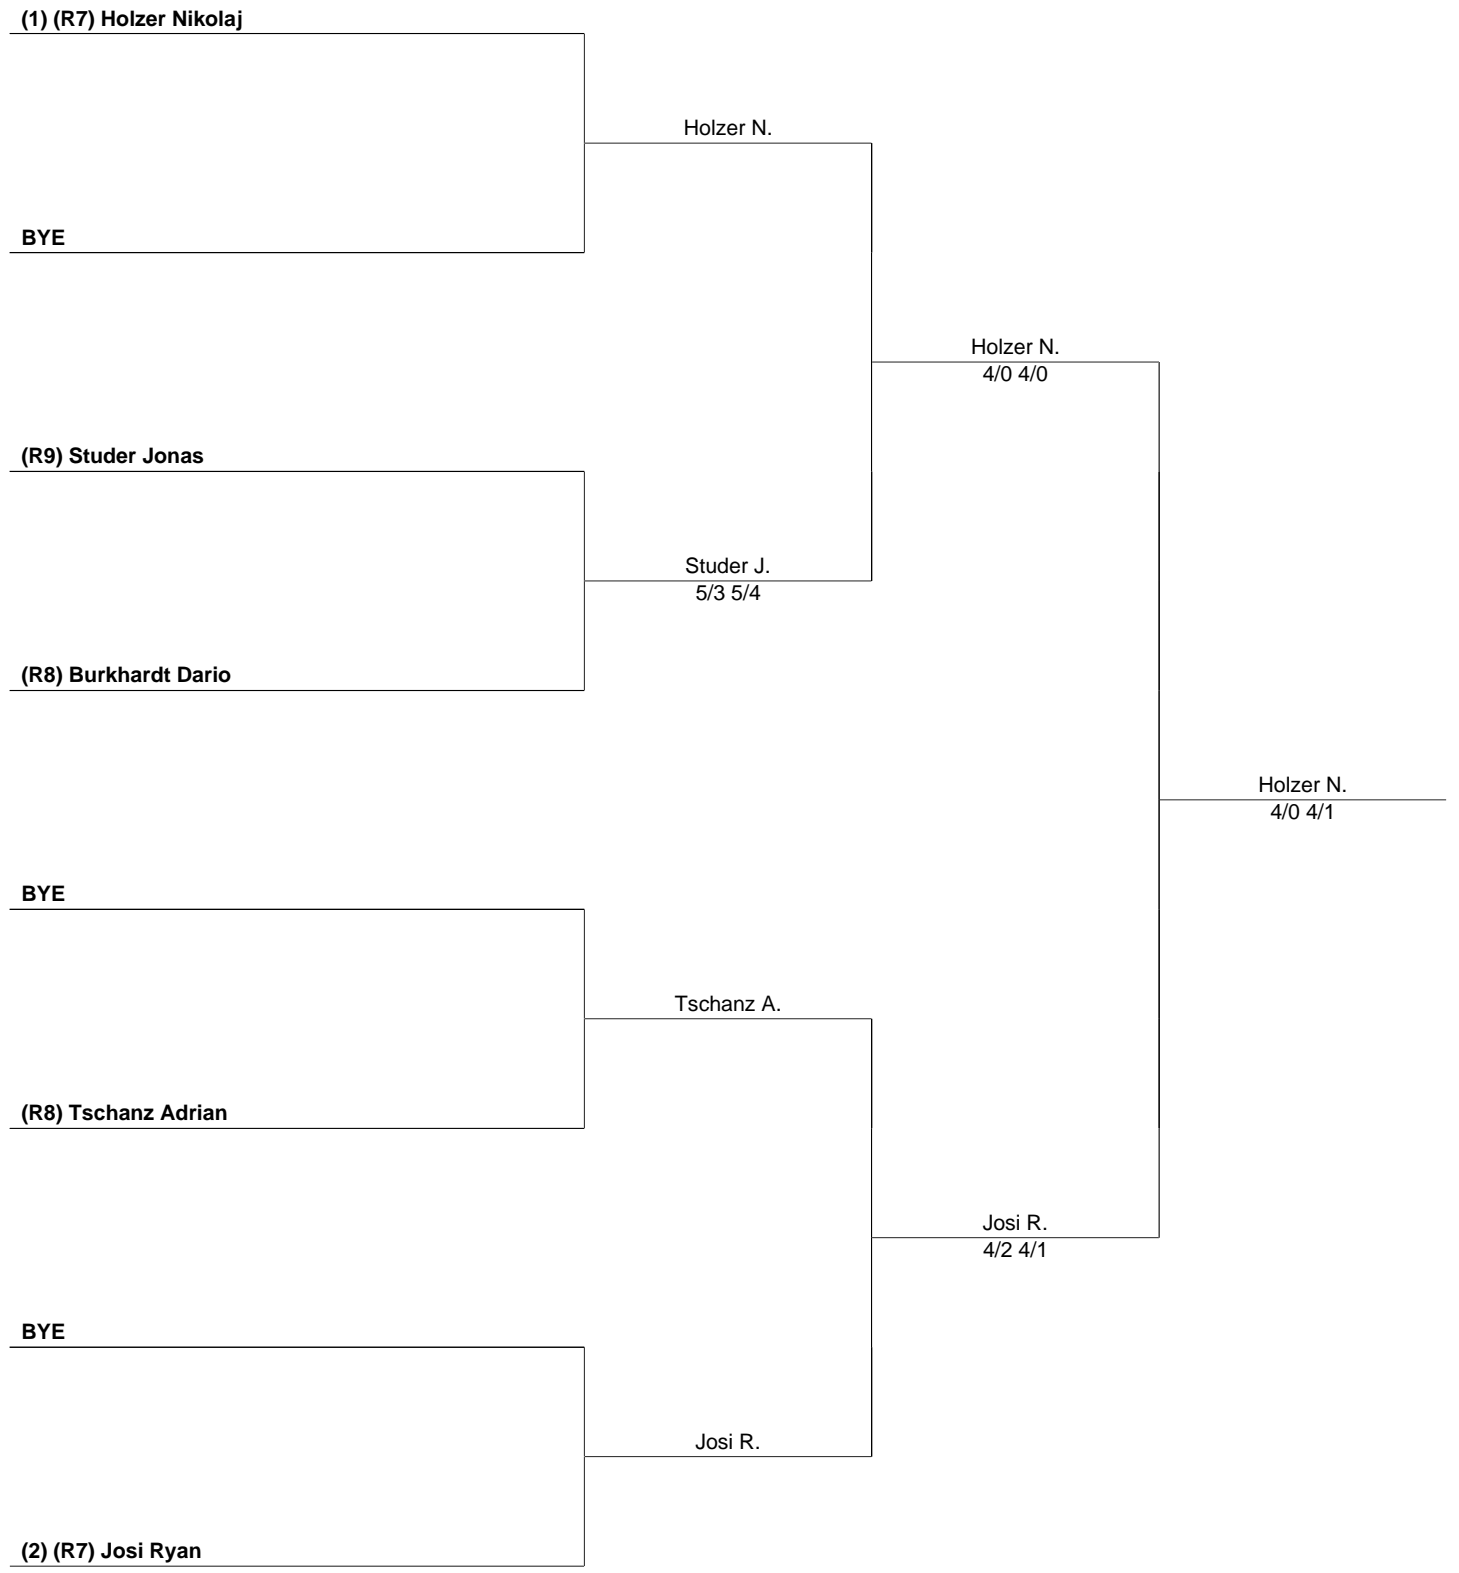 (1) (R7) Holzer Nikolaj
Holzer N.
BYE
Holzer N.
4/0 4/0
(R9) Studer Jonas
Studer J.
5/3 5/4
(R8) Burkhardt Dario
Holzer N.
4/0 4/1
BYE
Tschanz A.
(R8) Tschanz Adrian
Josi R.
4/2 4/1
BYE
Josi R.
(2) (R7) Josi Ryan